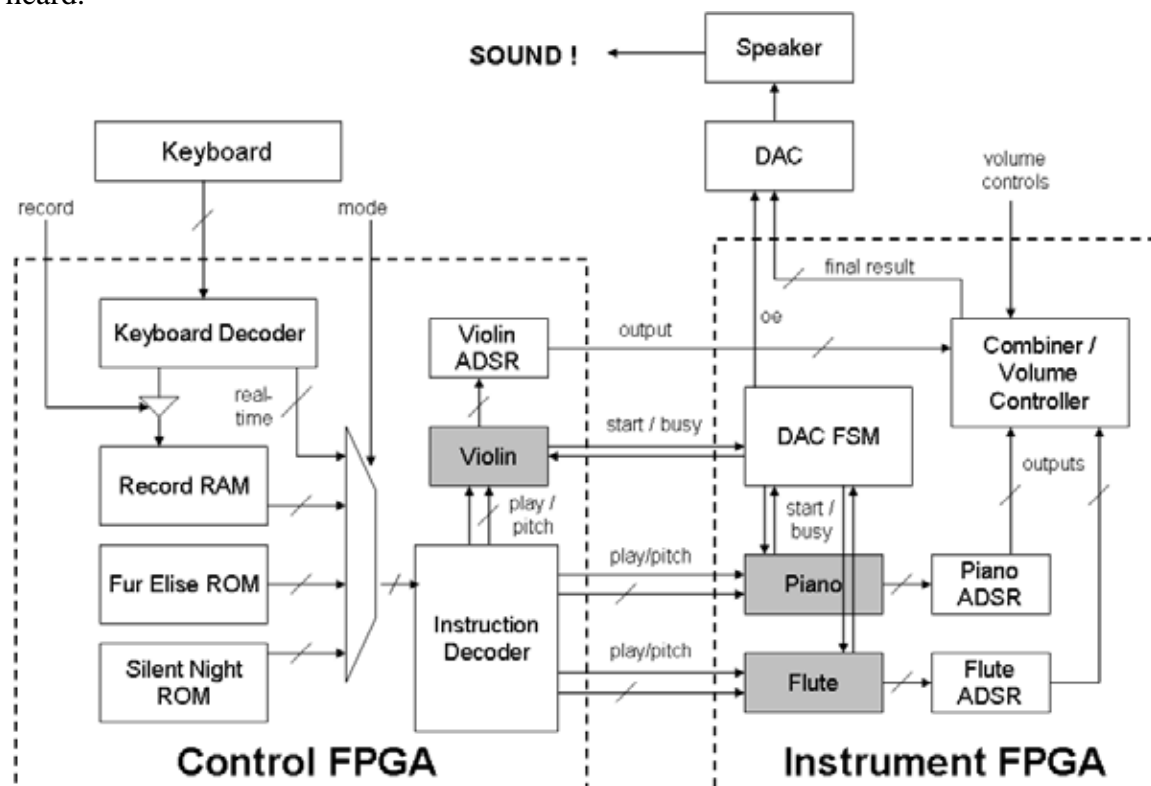 heard.
Speaker
SOUND !
DAC
Keyboard
volume
controls
record
mode
final result
Keyboard Decoder
Violin
ADSR
output
oe
Combiner /
Volume
Controller
real-
time
start / busy
DAC FSM
Violin
Record RAM
play /
pitch
start /
busy
outputs
Fur Elise ROM
play/pitch
Piano
Piano
ADSR
Instruction
Decoder
Silent Night
ROM
play/pitch
Flute
Flute
ADSR
Control FPGA
Instrument FPGA